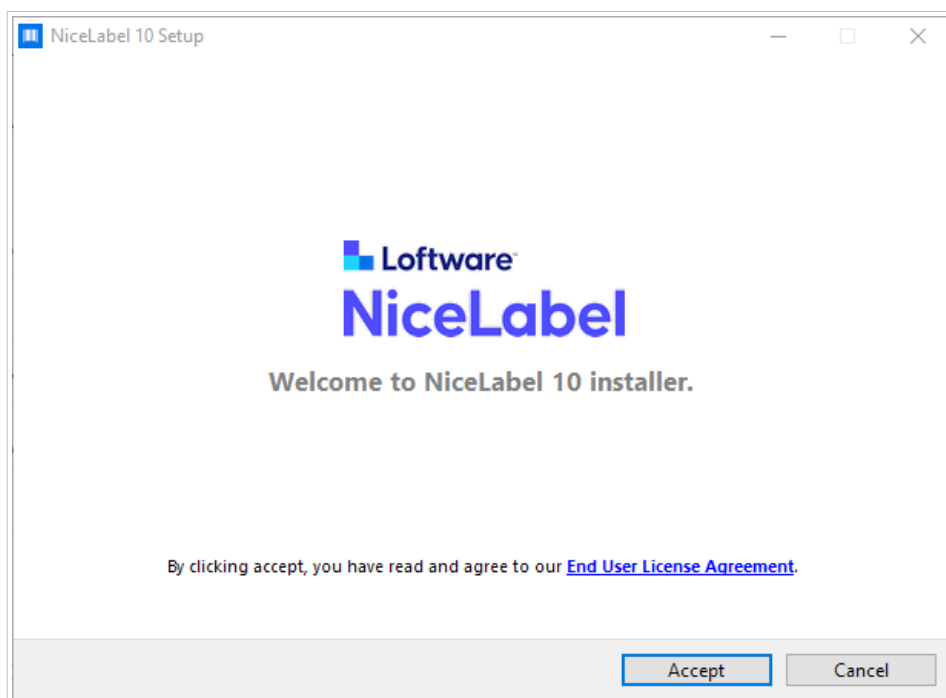 NiceLabel 10 Setup
Loftware™
NiceLabel
Welcome to NiceLabel 10 installer.
By clicking accept, you have read and agree to our End User License Agreement.
Accept Cancel